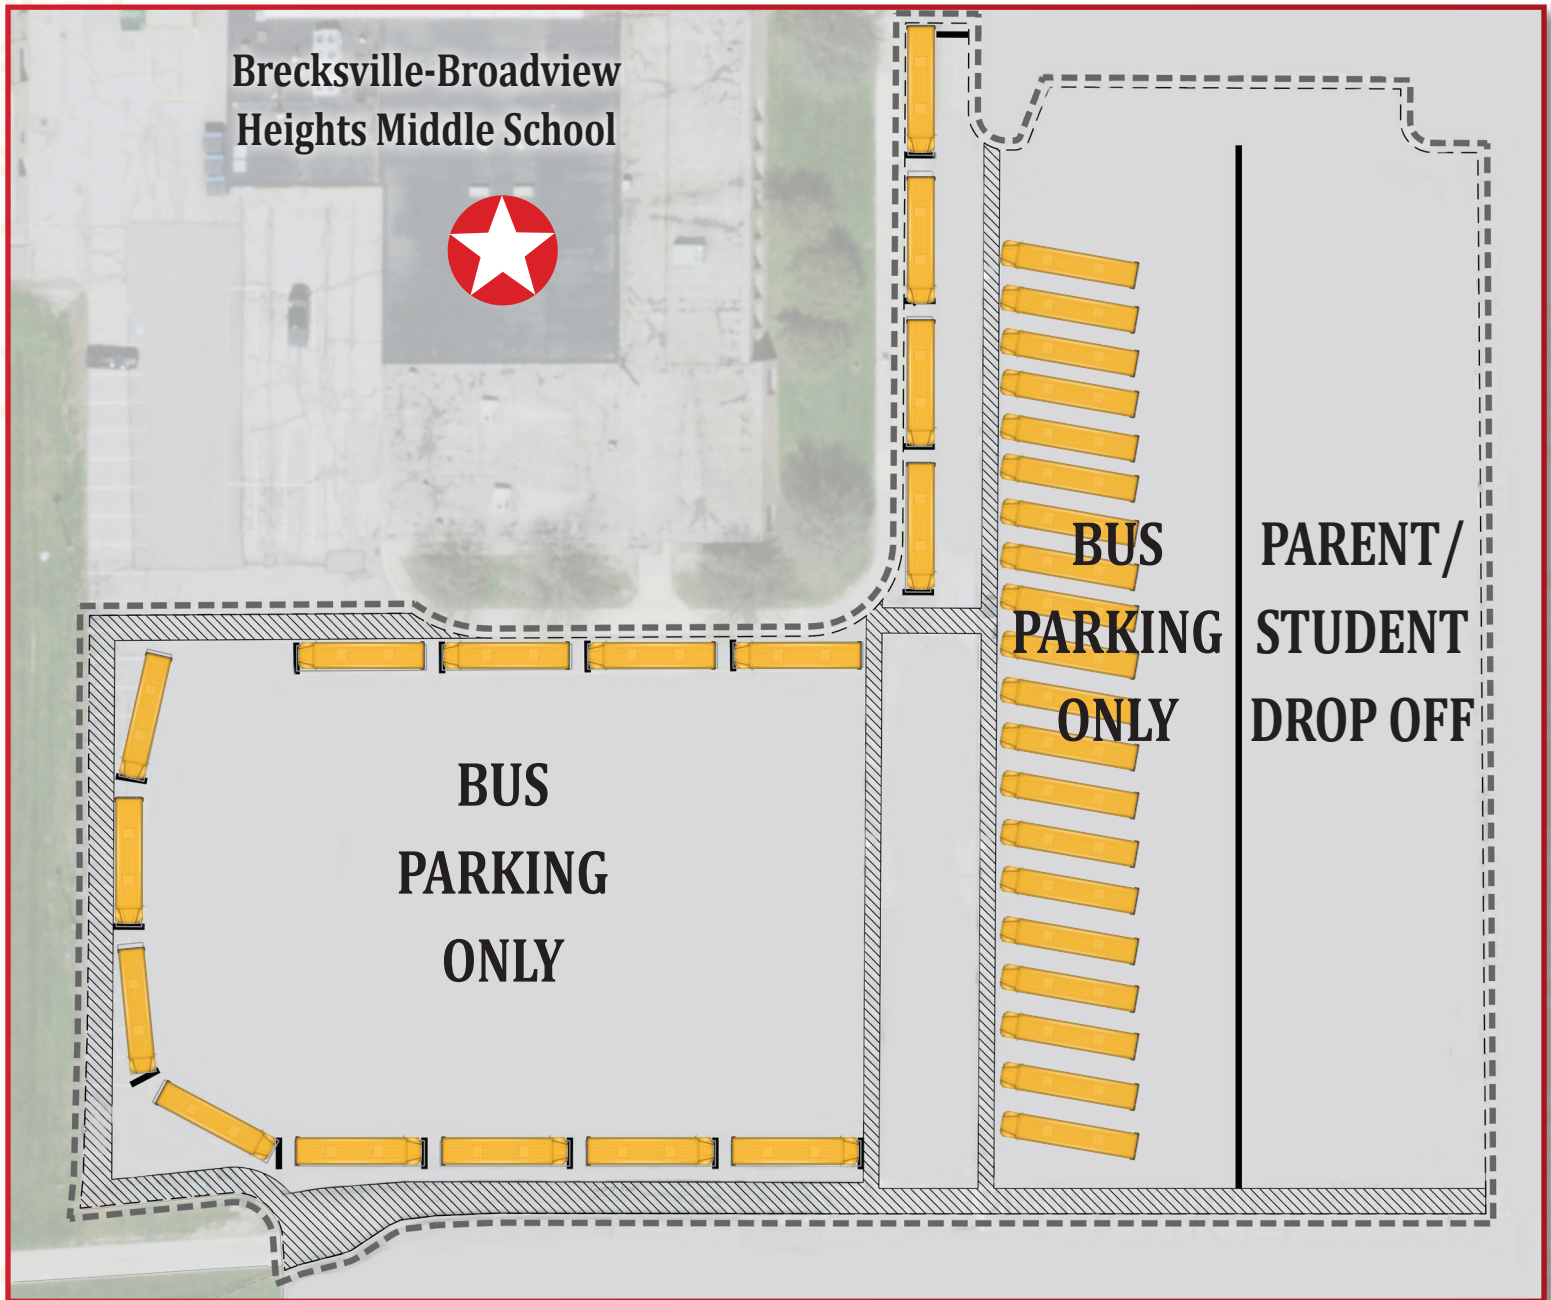 Brecksville-Broadview
Heights Middle School
BUS
PARKING
ONLY
PARENT/
STUDENT
DROP OFF
BUS
PARKING
ONLY